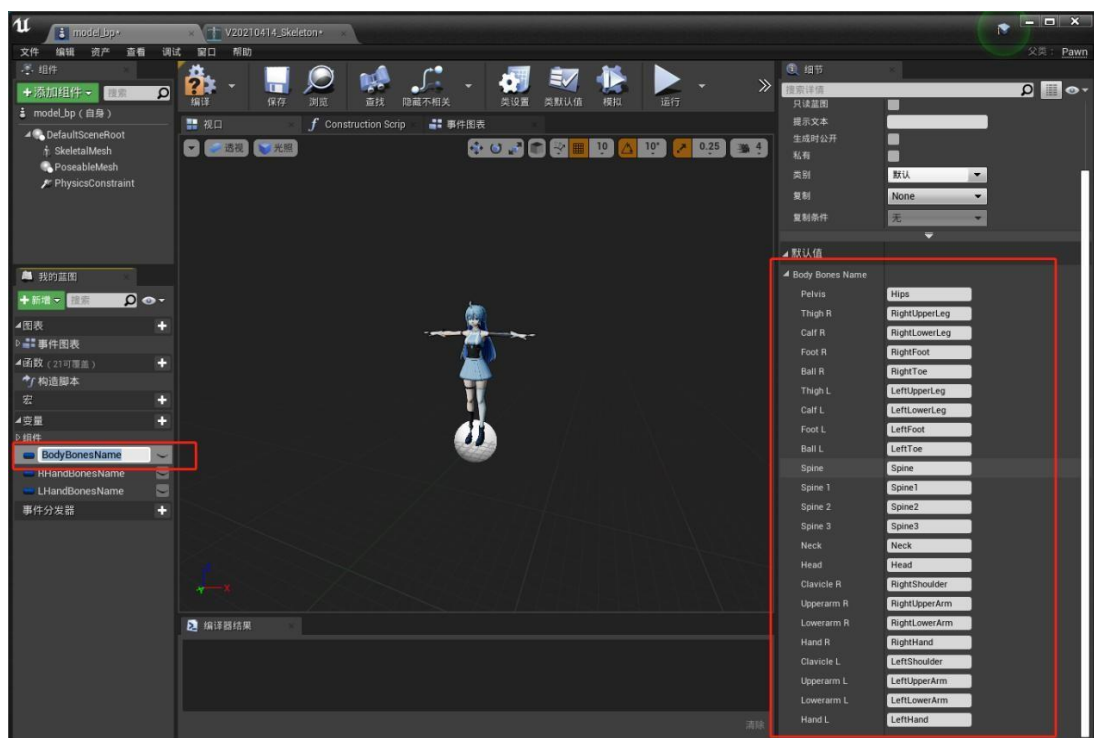 model_bp*
V20210414_Skeleton*
文件 编辑 资产 查看 调试 窗口 帮助
父类： Pawn
组件
+添加组件 搜索
model_bp（自身）
DefaultSceneRoot
SkeletalMesh
PoseableMesh
PhysicsConstraint
编译 保存 浏览 查找 隐藏不相关 类设置 类默认值 模拟 运行
视口 Construction Scrip 事件图表
透视 光照 10 10° 0.25 4
我的蓝图
+新增 搜索
图表
事件图表
函数（21可覆盖）
构造脚本
宏
变量
组件
BodyBonesName
RHandBonesName
LHandBonesName
事件分发器
编译器结果
清除
细节
搜索详情
只读蓝图
提示文本
生成时公开
私有
类别 默认
复制 None
复制条件 无
默认值
Body Bones Name
Pelvis Hips
Thigh R RightUpperLeg
Calf R RightLowerLeg
Foot R RightFoot
Ball R RightToe
Thigh L LeftUpperLeg
Calf L LeftLowerLeg
Foot L LeftFoot
Ball L LeftToe
Spine Spine
Spine 1 Spine1
Spine 2 Spine2
Spine 3 Spine3
Neck Neck
Head Head
Clavicle R RightShoulder
Upperarm R RightUpperArm
Lowerarm R RightLowerArm
Hand R RightHand
Clavicle L LeftShoulder
Upperarm L LeftUpperArm
Lowerarm L LeftLowerArm
Hand L LeftHand